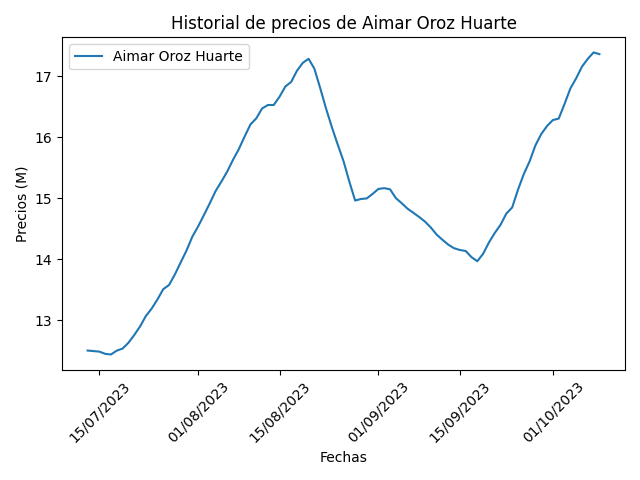 Historial de precios de Aimar Oroz Huarte
Aimar Oroz Huarte
Precios (M)
17
16
15
14
13
15/07/2023
01/08/2023
15/08/2023
01/09/2023
15/09/2023
01/10/2023
Fechas